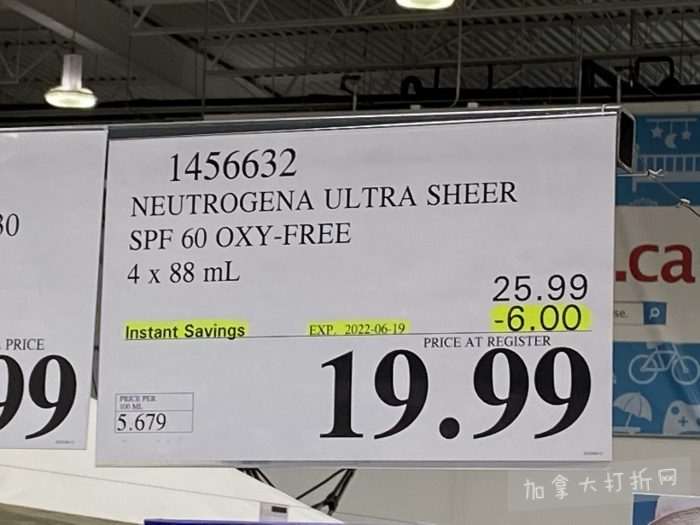 30
PRICE
99
1456632
NEUTROGENA ULTRA SHEER
SPF 60 OXY-FREE
4 x 88 mL
25.99
Instant Savings EXP. 2022-06-19 -6.00
PRICE AT REGISTER
19.99
PRICE PER
100 ML
5.679
.ca
se.
加拿大打折网